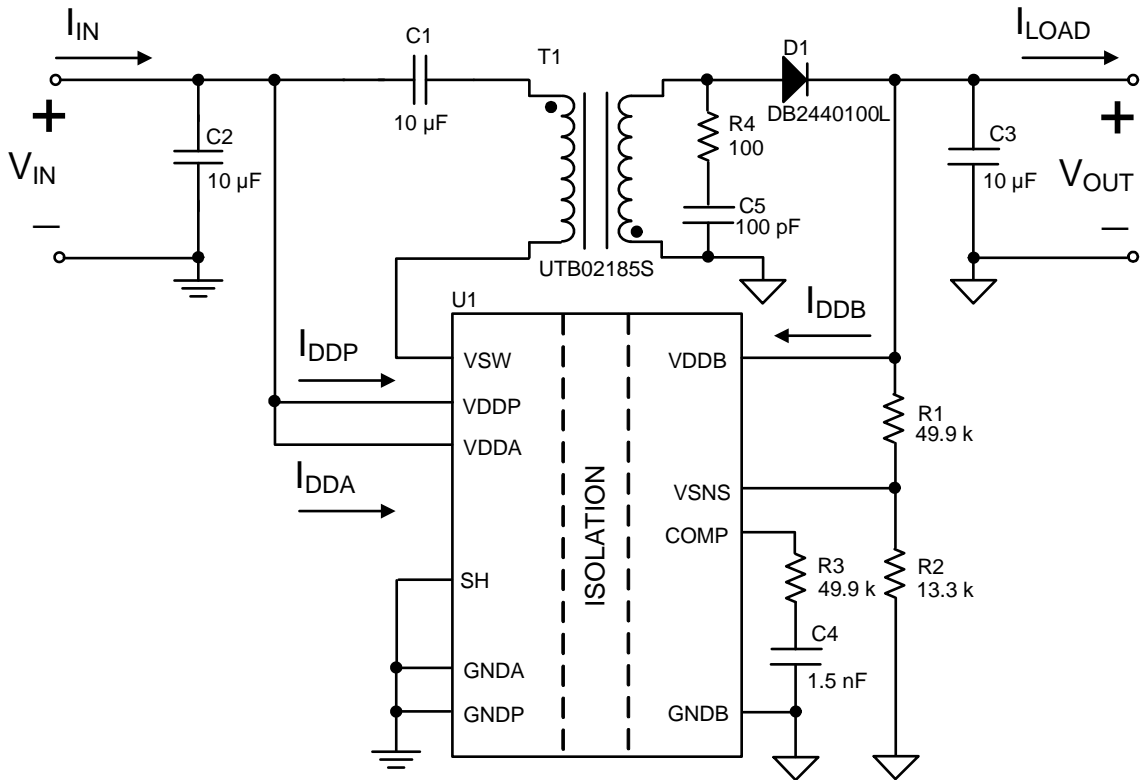 I_IN
C1
T1
D1
I_LOAD
+
V_IN
−
C2
10 µF
10 µF
DB2440100L
R4
100
C5
100 pF
C3
10 µF
+
V_OUT
−
UTB02185S
U1
I_DDP
I_DDA
I_DDB
VSW
VDDP
VDDA
SH
GNDA
GNDP
ISOLATION
VDDB
VSNS
COMP
GNDB
R1
49.9 k
R3
49.9 k
R2
13.3 k
C4
1.5 nF